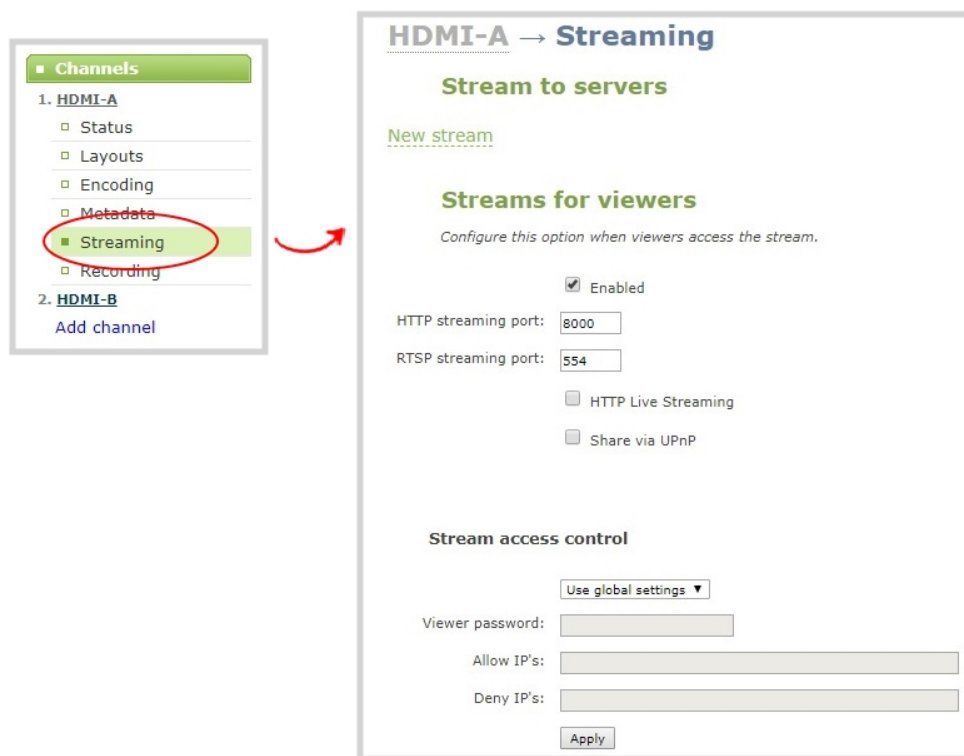 Channels
1. HDMI-A
Status
Layouts
Encoding
Metadata
Streaming
Recording
2. HDMI-B
Add channel
HDMI-A → Streaming
Stream to servers
New stream
Streams for viewers
Configure this option when viewers access the stream.
Enabled
HTTP streaming port: 8000
RTSP streaming port: 554
HTTP Live Streaming
Share via UPnP
Stream access control
Use global settings ▼
Viewer password:
Allow IP's:
Deny IP's:
Apply